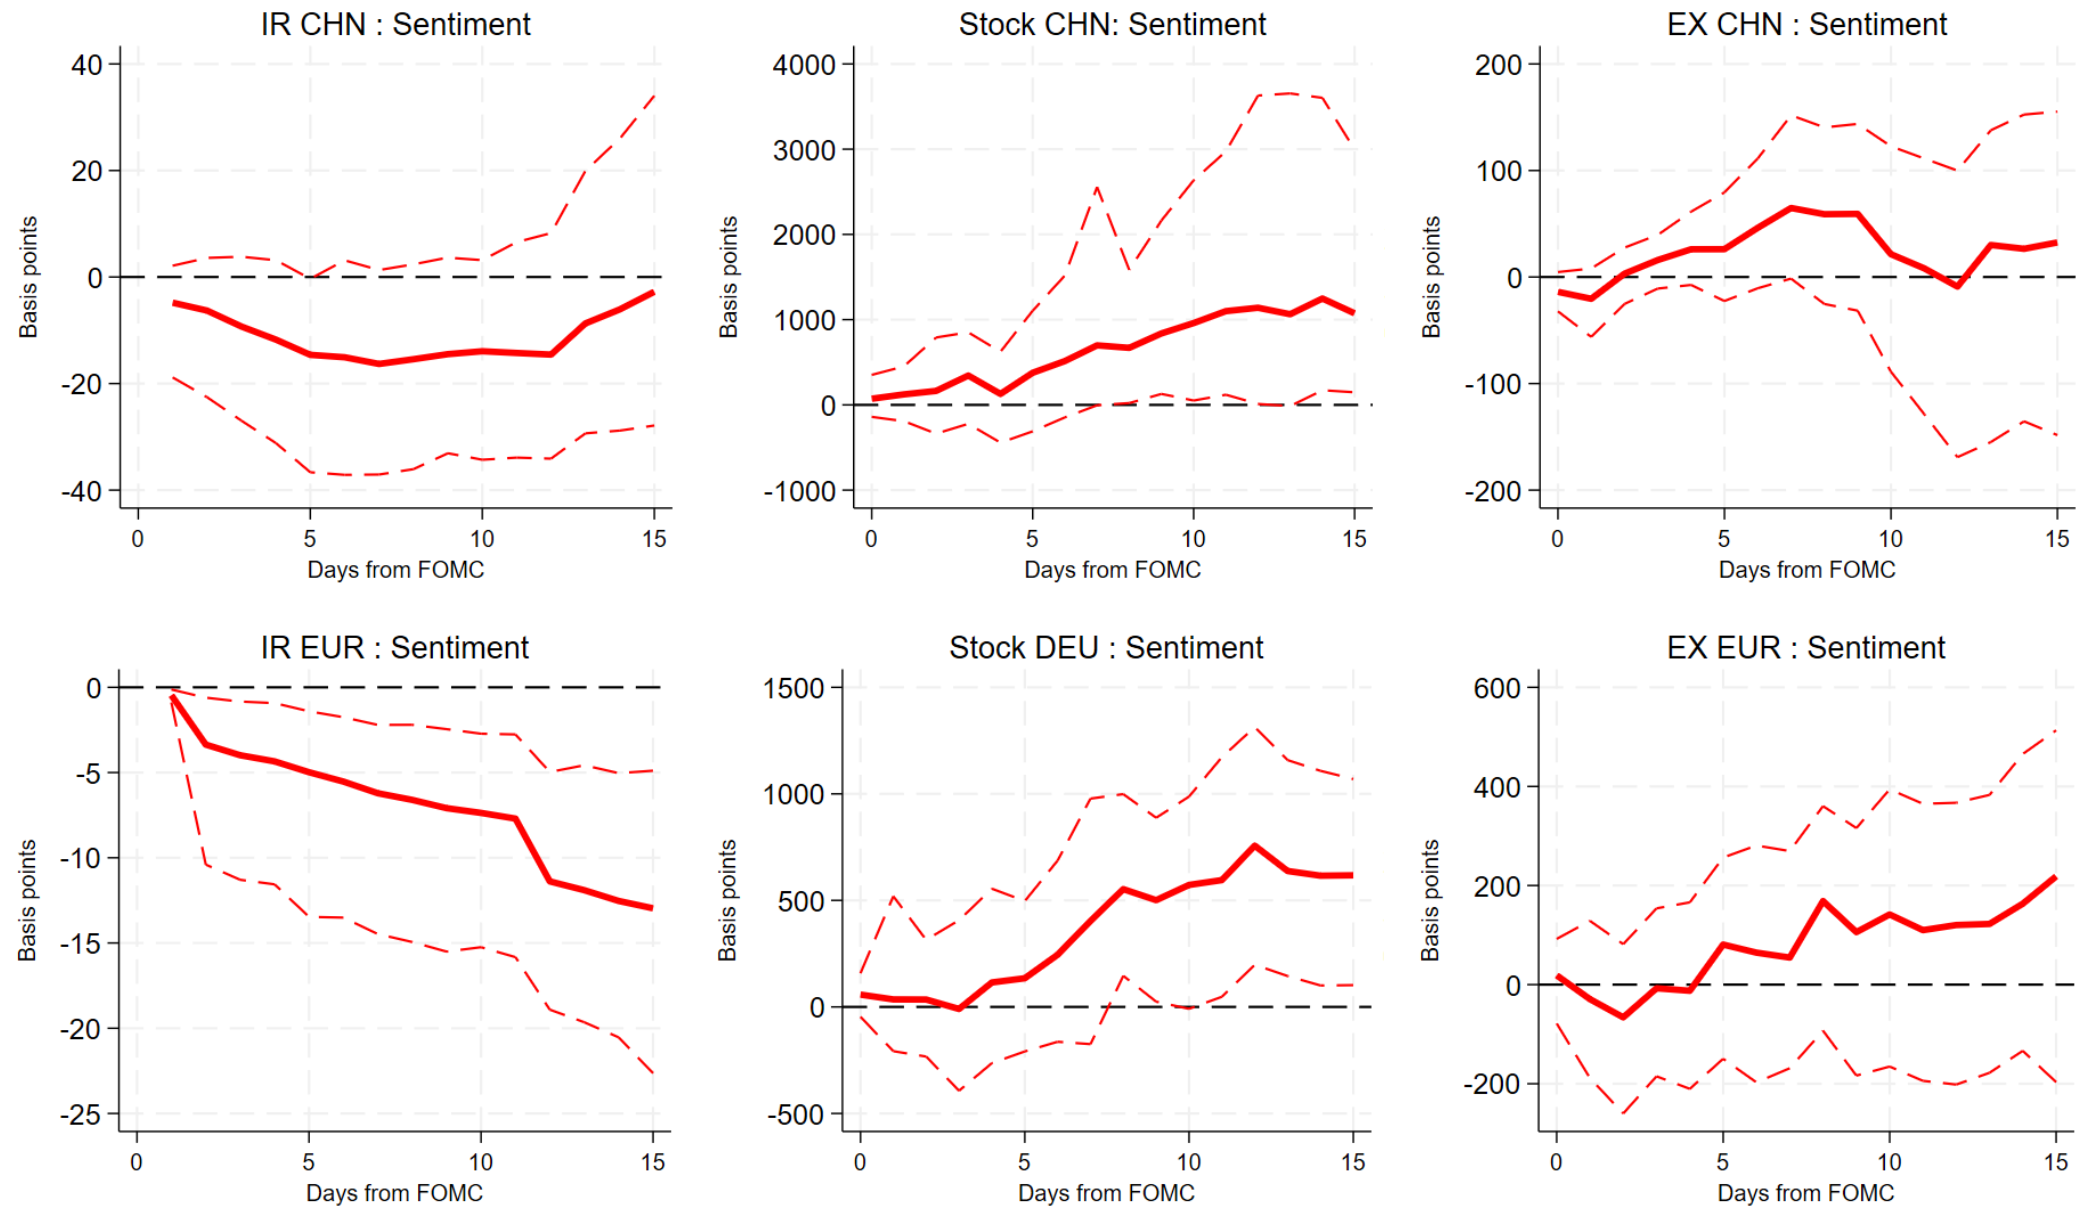 IR CHN : Sentiment
40
20
0
-20
-40
Basis points
0 5 10 15
Days from FOMC
Stock CHN: Sentiment
4000
3000
2000
1000
0
-1000
Basis points
0 5 10 15
Days from FOMC
EX CHN : Sentiment
200
100
0
-100
-200
Basis points
0 5 10 15
Days from FOMC
IR EUR : Sentiment
0
-5
-10
-15
-20
-25
Basis points
0 5 10 15
Days from FOMC
Stock DEU : Sentiment
1500
1000
500
0
-500
Basis points
0 5 10 15
Days from FOMC
EX EUR : Sentiment
600
400
200
0
-200
Basis points
0 5 10 15
Days from FOMC